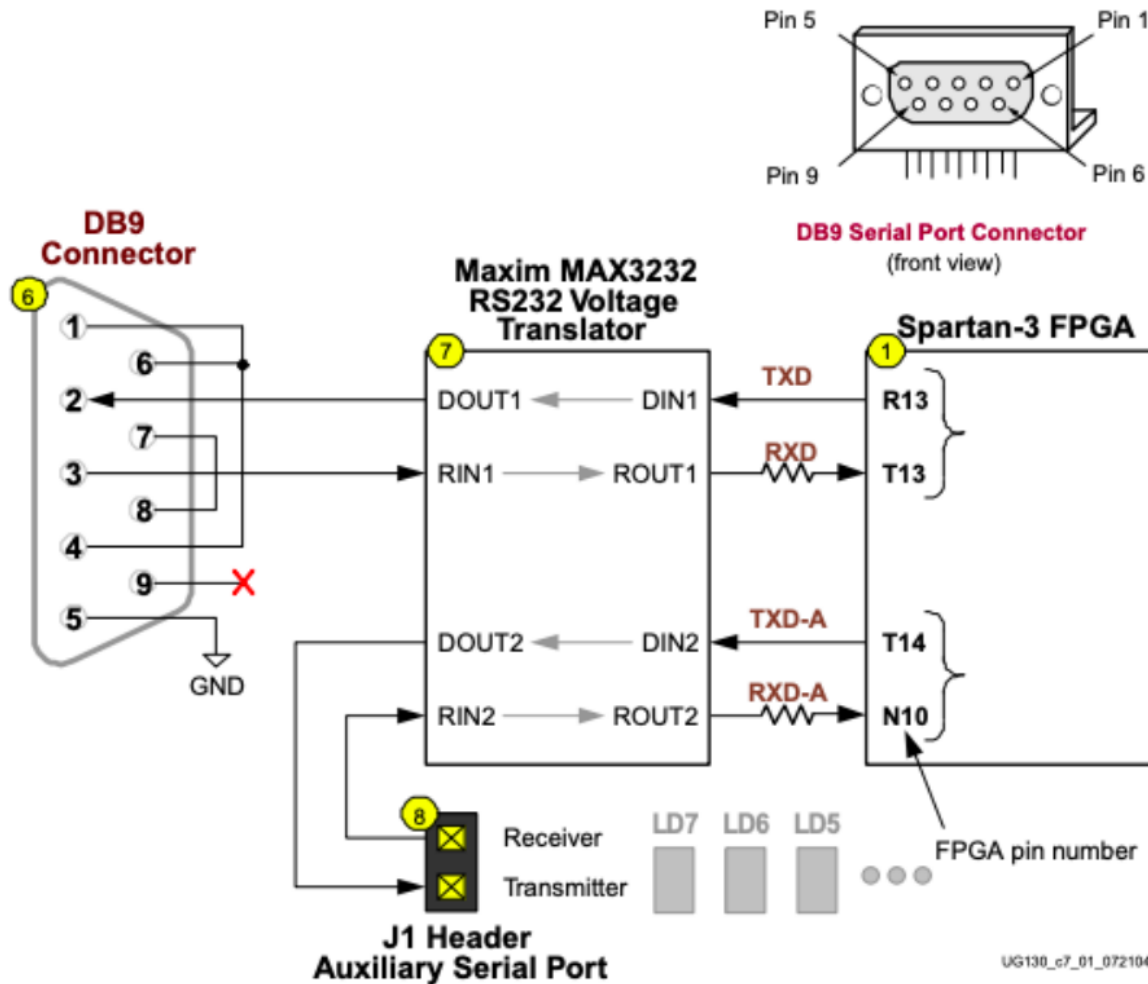 Pin 5
Pin 1
Pin 9
Pin 6
DB9 Serial Port Connector
(front view)
DB9
Connector
6
1
6
2
7
3
8
4
9
5
GND
Maxim MAX3232
RS232 Voltage
Translator
7
DOUT1
DIN1
RIN1
ROUT1
DOUT2
DIN2
RIN2
ROUT2
TXD
RXD
TXD-A
RXD-A
Spartan-3 FPGA
1
R13
T13
T14
N10
FPGA pin number
8
Receiver
Transmitter
J1 Header
Auxiliary Serial Port
LD7
LD6
LD5
UG130_c7_01_072104